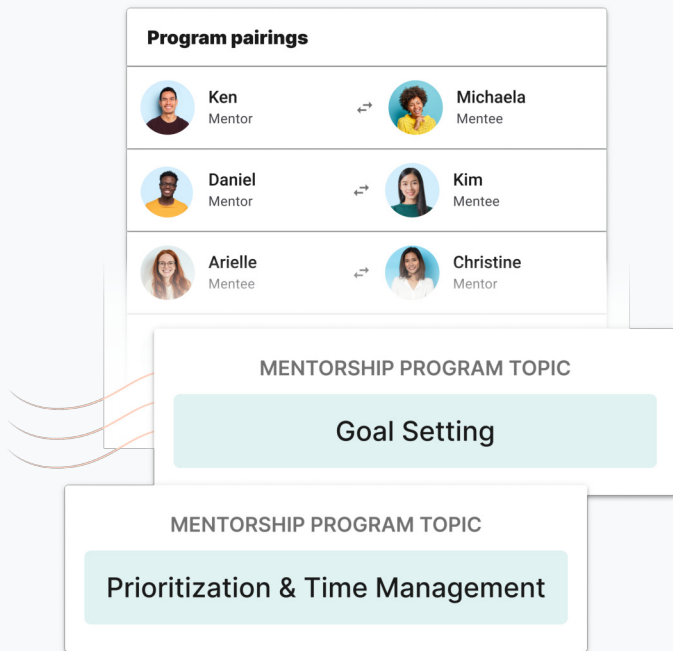 Program pairings
Ken
Mentor
Michaela
Mentee
Daniel
Mentor
Kim
Mentee
Arielle
Mentee
Christine
Mentor
MENTORSHIP PROGRAM TOPIC
Goal Setting
MENTORSHIP PROGRAM TOPIC
Prioritization & Time Management